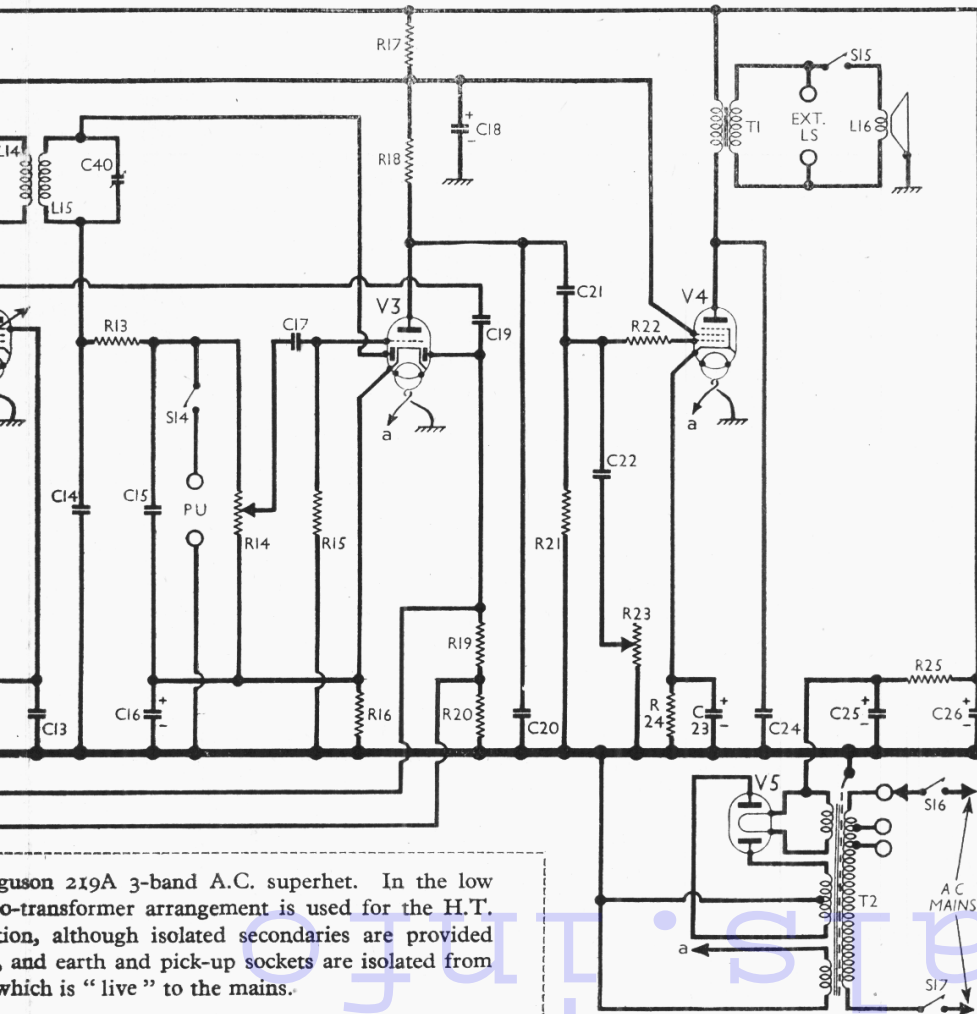 R17
S15
T1
EXT.
LS
L16
C18
L14
C40
R18
L15
C21
V3
V4
R13
C17
C19
R22
S14
a
a
C22
C14
C15
PU
R14
R15
R21
R23
R19
R25
C13
C16
R16
R20
C20
R
24
C
23
C24
C25
C26
V5
S16
T2
A C
MAINS
a
S17
guson 219A 3-band A.C. superhet. In the low
o-transformer arrangement is used for the H.T.
tion, although isolated secondaries are provided
, and earth and pick-up sockets are isolated from
which is “ live ” to the mains.